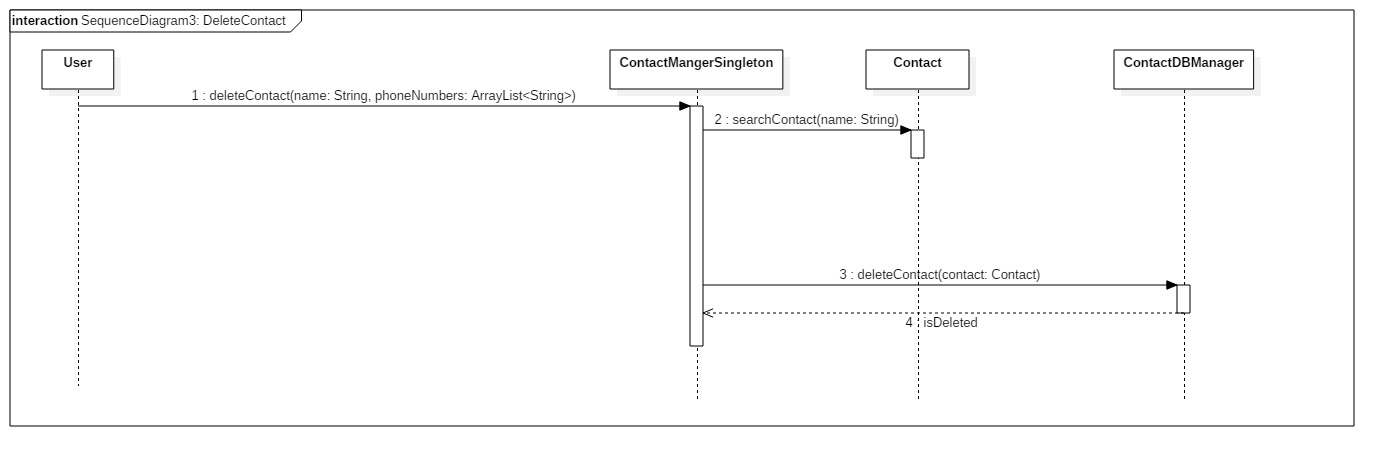 interaction SequenceDiagram3: DeleteContact
User
ContactMangerSingleton
Contact
ContactDBManager
1 : deleteContact(name: String, phoneNumbers: ArrayList<String>)
2 : searchContact(name: String)
3 : deleteContact(contact: Contact)
4 : isDeleted